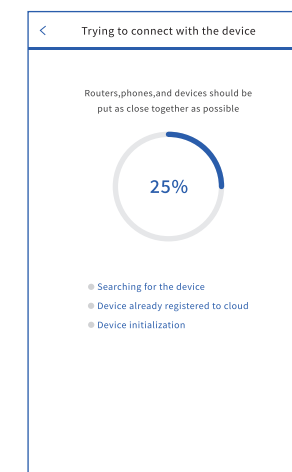 Trying to connect with the device
Routers,phones,and devices should be
put as close together as possible
25%
Searching for the device
Device already registered to cloud
Device initialization